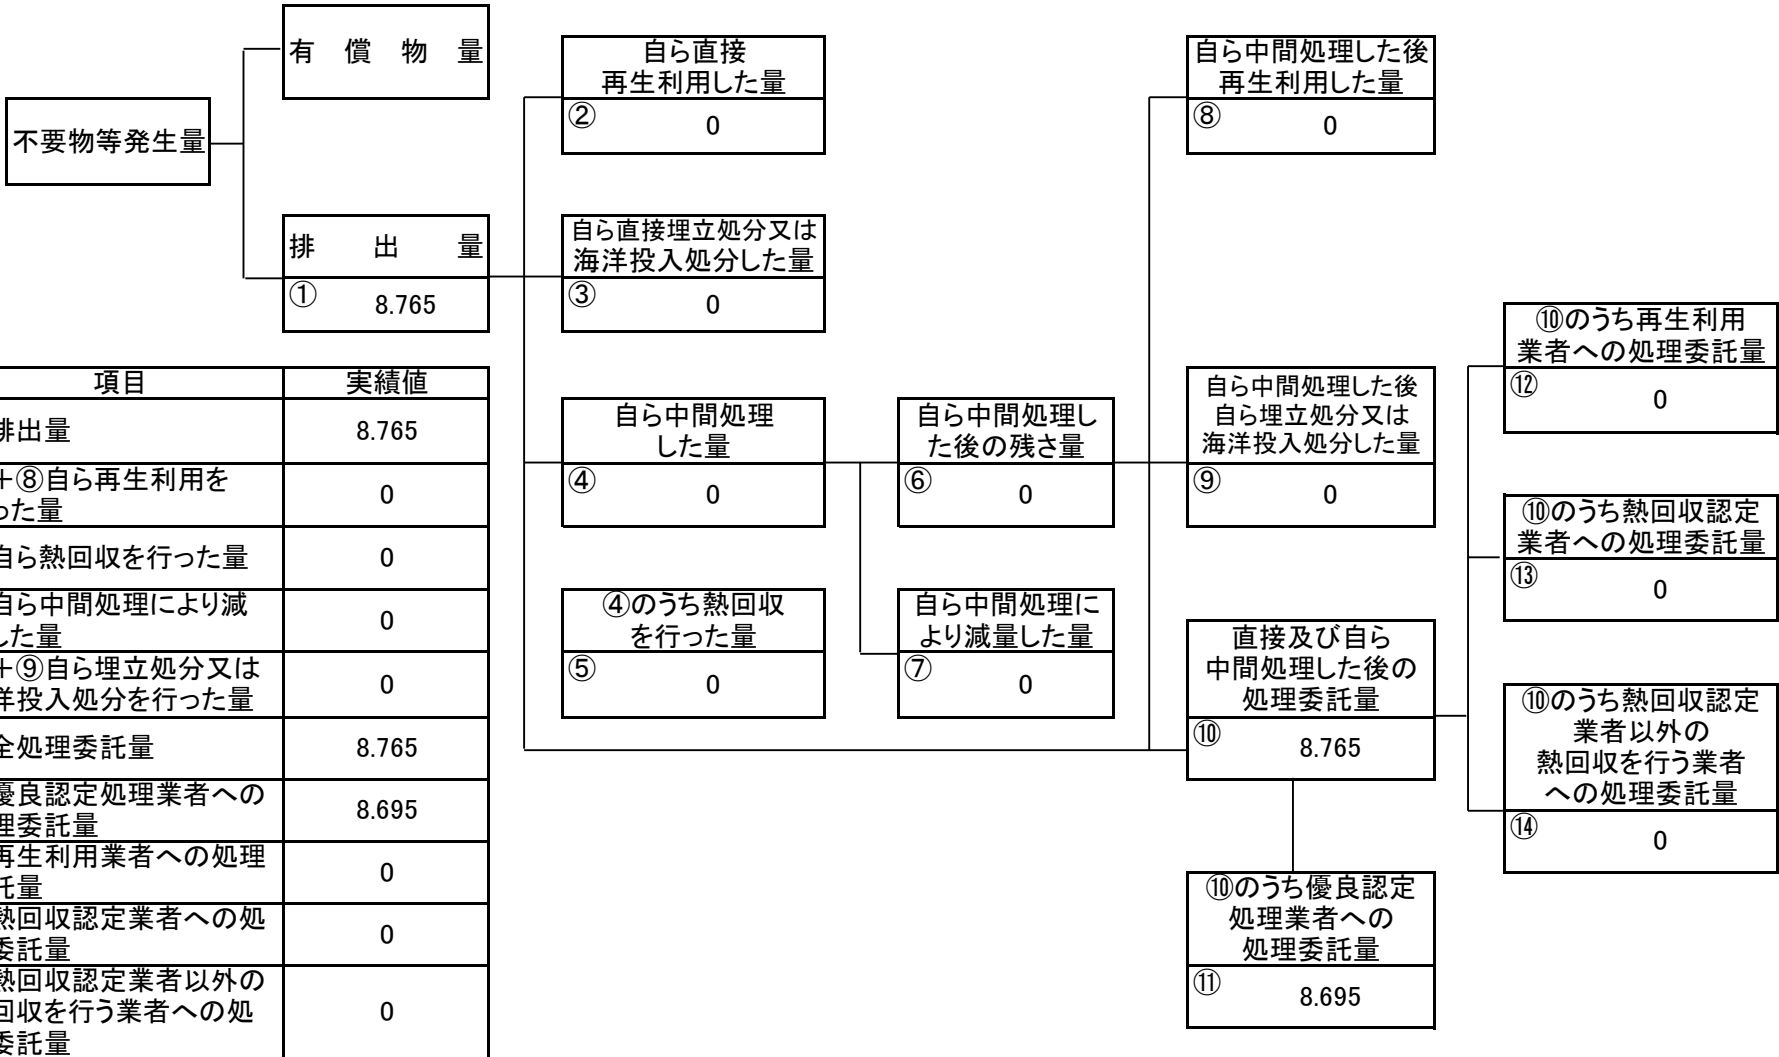 不要物等発生量
有償物量
排出量
① 8.765
自ら直接
再生利用した量
② 0
自ら直接埋立処分又は
海洋投入処分した量
③ 0
自ら中間処理
した量
④ 0
④のうち熱回収
を行った量
⑤ 0
自ら中間処理し
た後の残さ量
⑥ 0
自ら中間処理に
より減量した量
⑦ 0
自ら中間処理した後
再生利用した量
⑧ 0
自ら中間処理した後
自ら埋立処分又は
海洋投入処分した量
⑨ 0
直接及び自ら
中間処理した後の
処理委託量
⑩ 8.765
⑩のうち優良認定
処理業者への
処理委託量
⑪ 8.695
⑩のうち再生利用
業者への処理委託量
⑫ 0
⑩のうち熱回収認定
業者への処理委託量
⑬ 0
⑩のうち熱回収認定
業者以外の
熱回収を行う業者
への処理委託量
⑭ 0
項目 実績値
排出量 8.765
+⑧自ら再生利用を
った量 0
自ら熱回収を行った量 0
自ら中間処理により減
した量 0
+⑨自ら埋立処分又は
洋投入処分を行った量 0
全処理委託量 8.765
優良認定処理業者への
理委託量 8.695
再生利用業者への処理
託量 0
熱回収認定業者への処
委託量 0
熱回収認定業者以外の
回収を行う業者への処
委託量 0